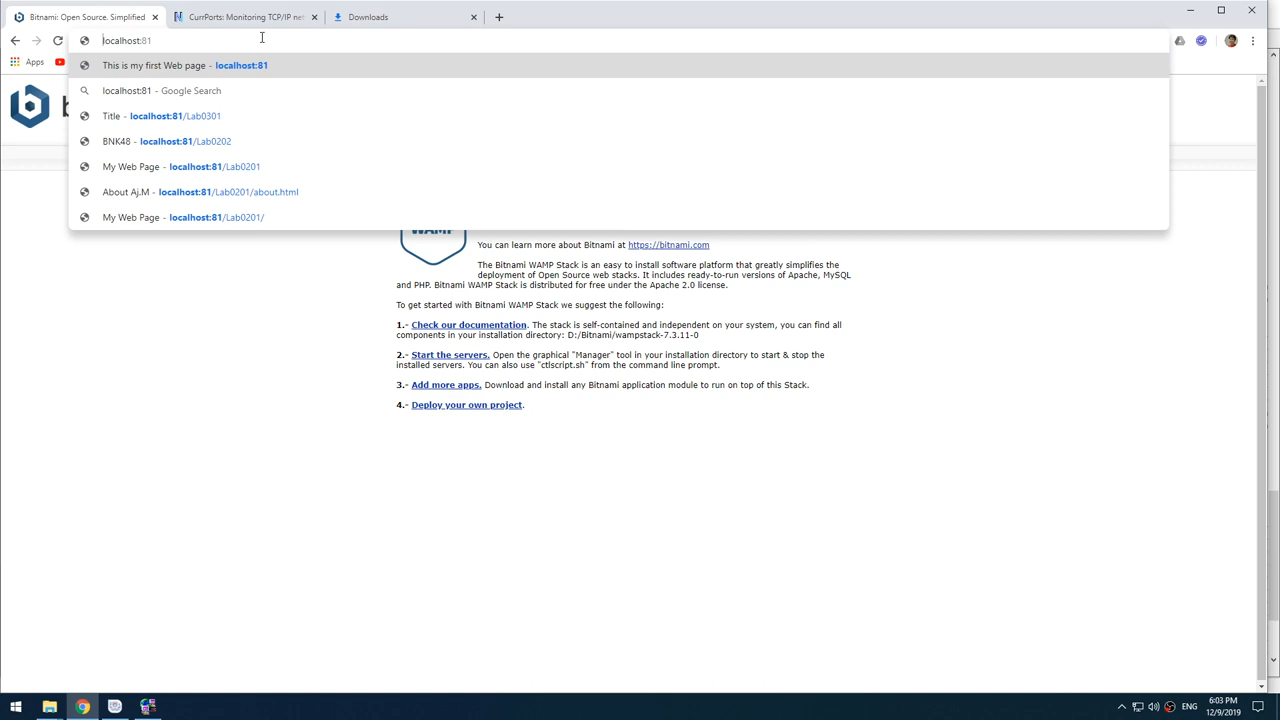 Bitnami: Open Source. Simplified
CurrPorts: Monitoring TCP/IP net
Downloads
localhost:81
Apps
This is my first Web page - localhost:81
localhost:81 - Google Search
Title - localhost:81/Lab0301
BNK48 - localhost:81/Lab0202
My Web Page - localhost:81/Lab0201
About Aj.M - localhost:81/Lab0201/about.html
My Web Page - localhost:81/Lab0201/
b
WAMP
You can learn more about Bitnami at https://bitnami.com
The Bitnami WAMP Stack is an easy to install software platform that greatly simplifies the
deployment of Open Source web stacks. It includes ready-to-run versions of Apache, MySQL
and PHP. Bitnami WAMP Stack is distributed for free under the Apache 2.0 license.
To get started with Bitnami WAMP Stack we suggest the following:
1.- Check our documentation. The stack is self-contained and independent on your system, you can find all
components in your installation directory: D:/Bitnami/wampstack-7.3.11-0
2.- Start the servers. Open the graphical "Manager" tool in your installation directory to start & stop the
installed servers. You can also use "ctlscript.sh" from the command line prompt.
3.- Add more apps. Download and install any Bitnami application module to run on top of this Stack.
4.- Deploy your own project.
ENG
6:03 PM
12/9/2019